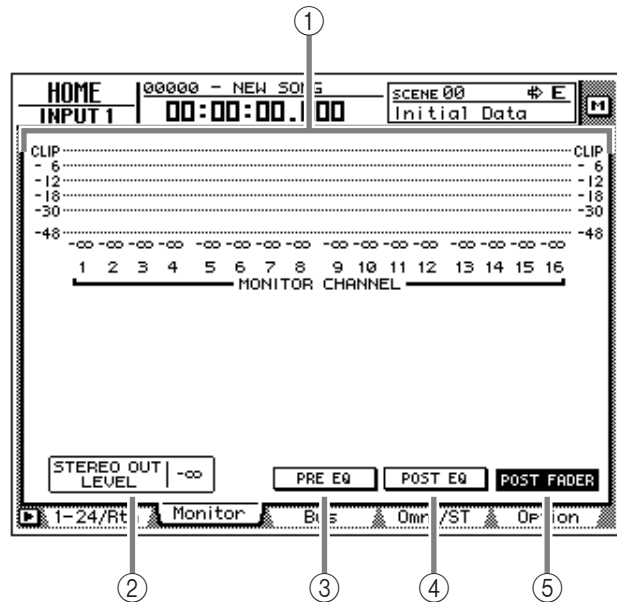 ①
HOME
INPUT 1
00000 - NEW SONG
00:00:00.000
SCENE 00 E
Initial Data
M
CLIP CLIP
- 6 - 6
-12 -12
-18 -18
-30 -30
-48 -48
-∞ -∞ -∞ -∞ -∞ -∞ -∞ -∞ -∞ -∞ -∞ -∞ -∞ -∞ -∞ -∞
1 2 3 4 5 6 7 8 9 10 11 12 13 14 15 16
MONITOR CHANNEL
STEREO OUT LEVEL -∞
PRE EQ POST EQ POST FADER
1-24/Rtn Monitor Bus Omni/ST Option
② ③ ④ ⑤